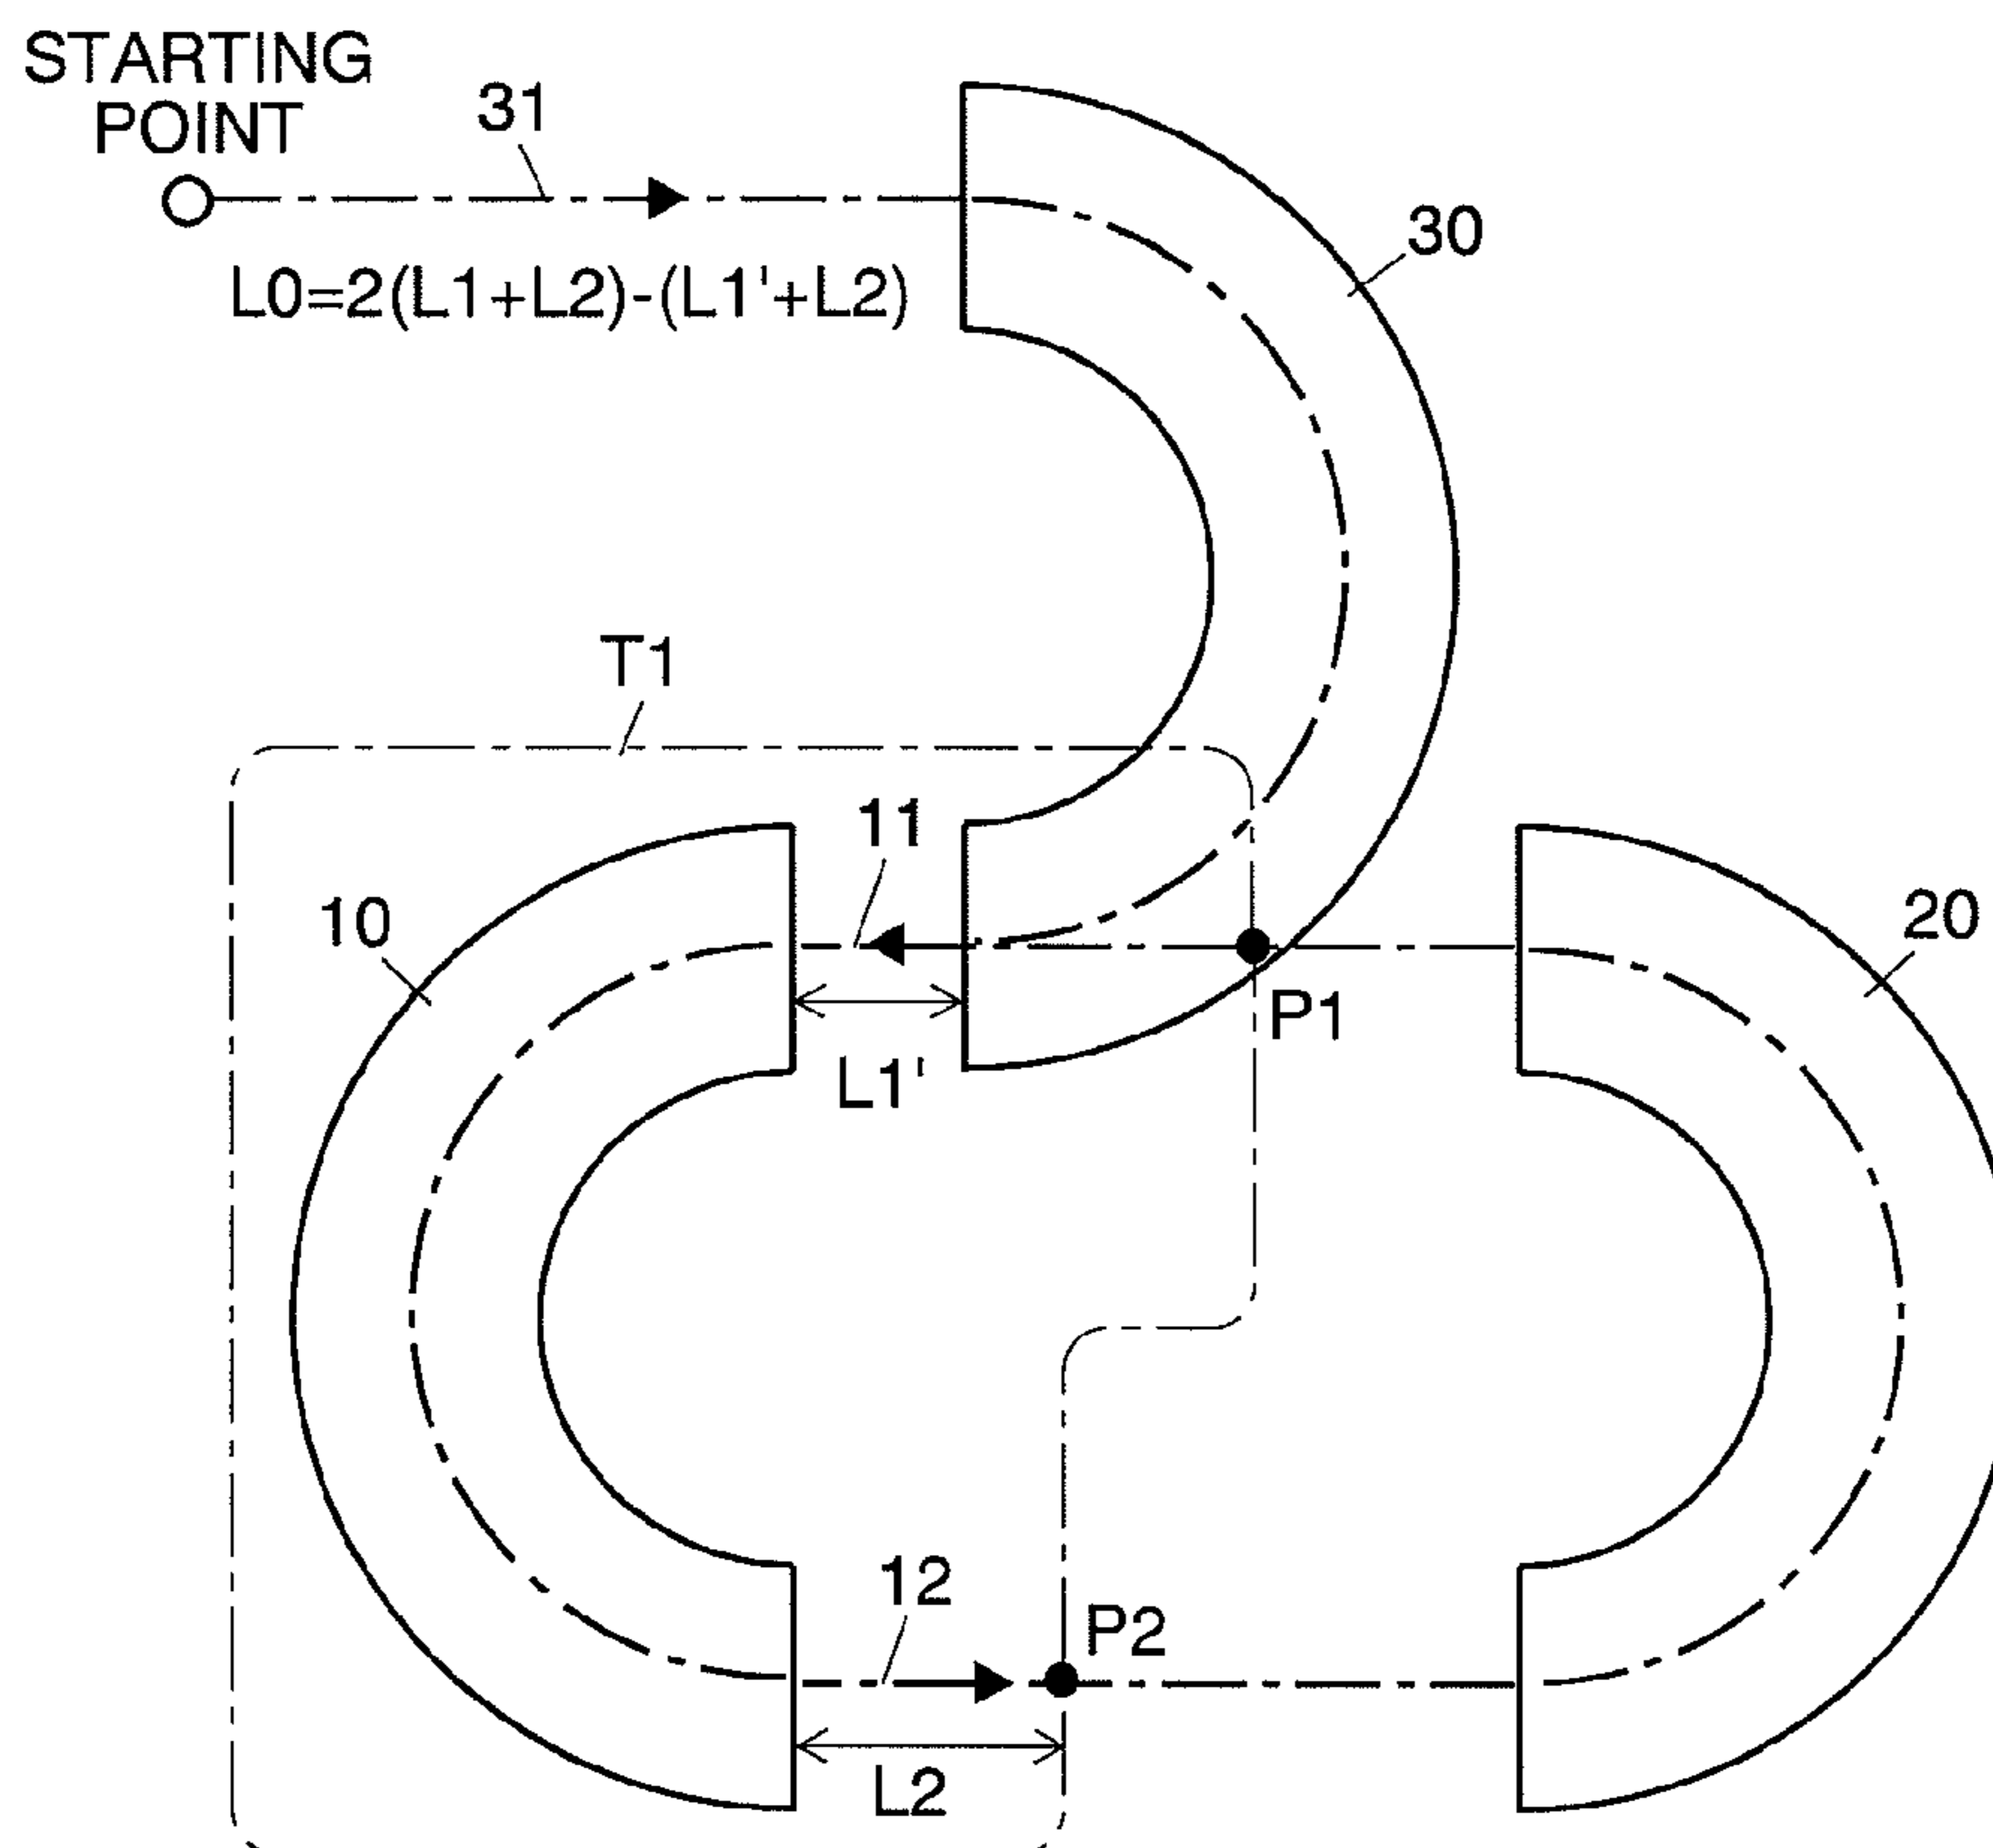 STARTING
POINT
31
30
L0=2(L1+L2)-(L1'+L2)
T1
11
10
20
P1
L1'
12
P2
L2